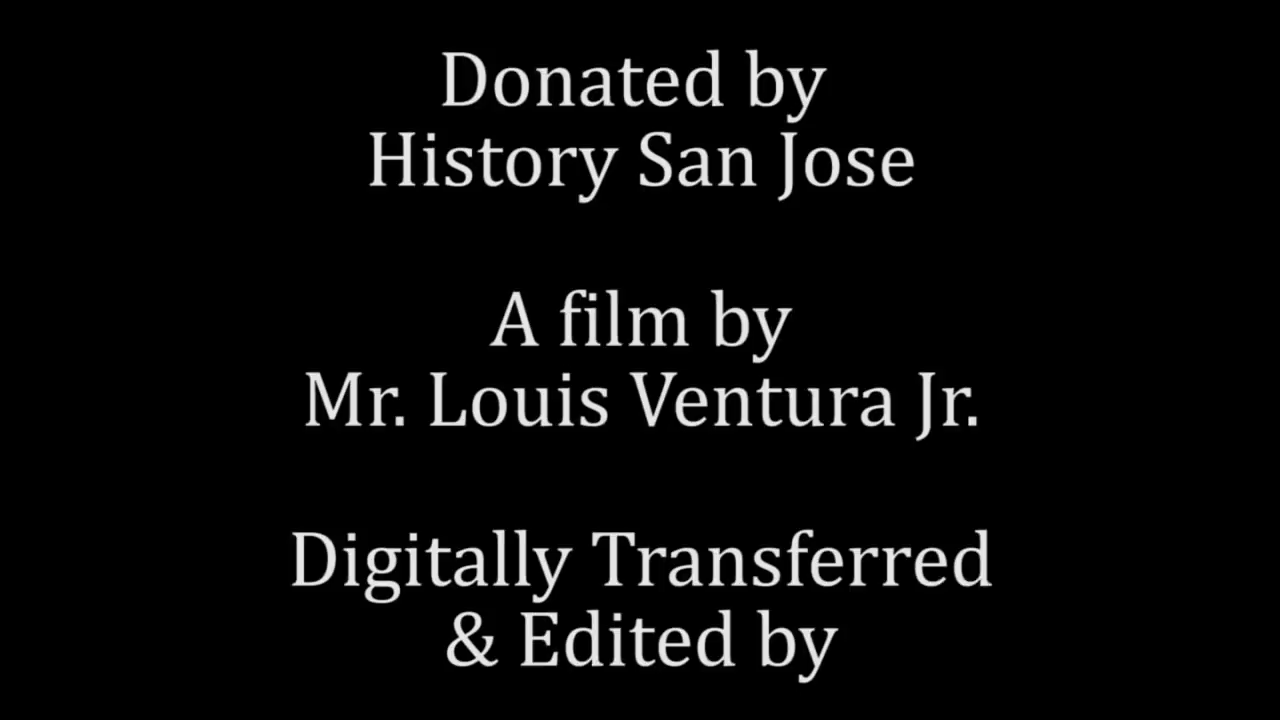 Donated by
History San Jose
A film by
Mr. Louis Ventura Jr.
Digitally Transferred
& Edited by